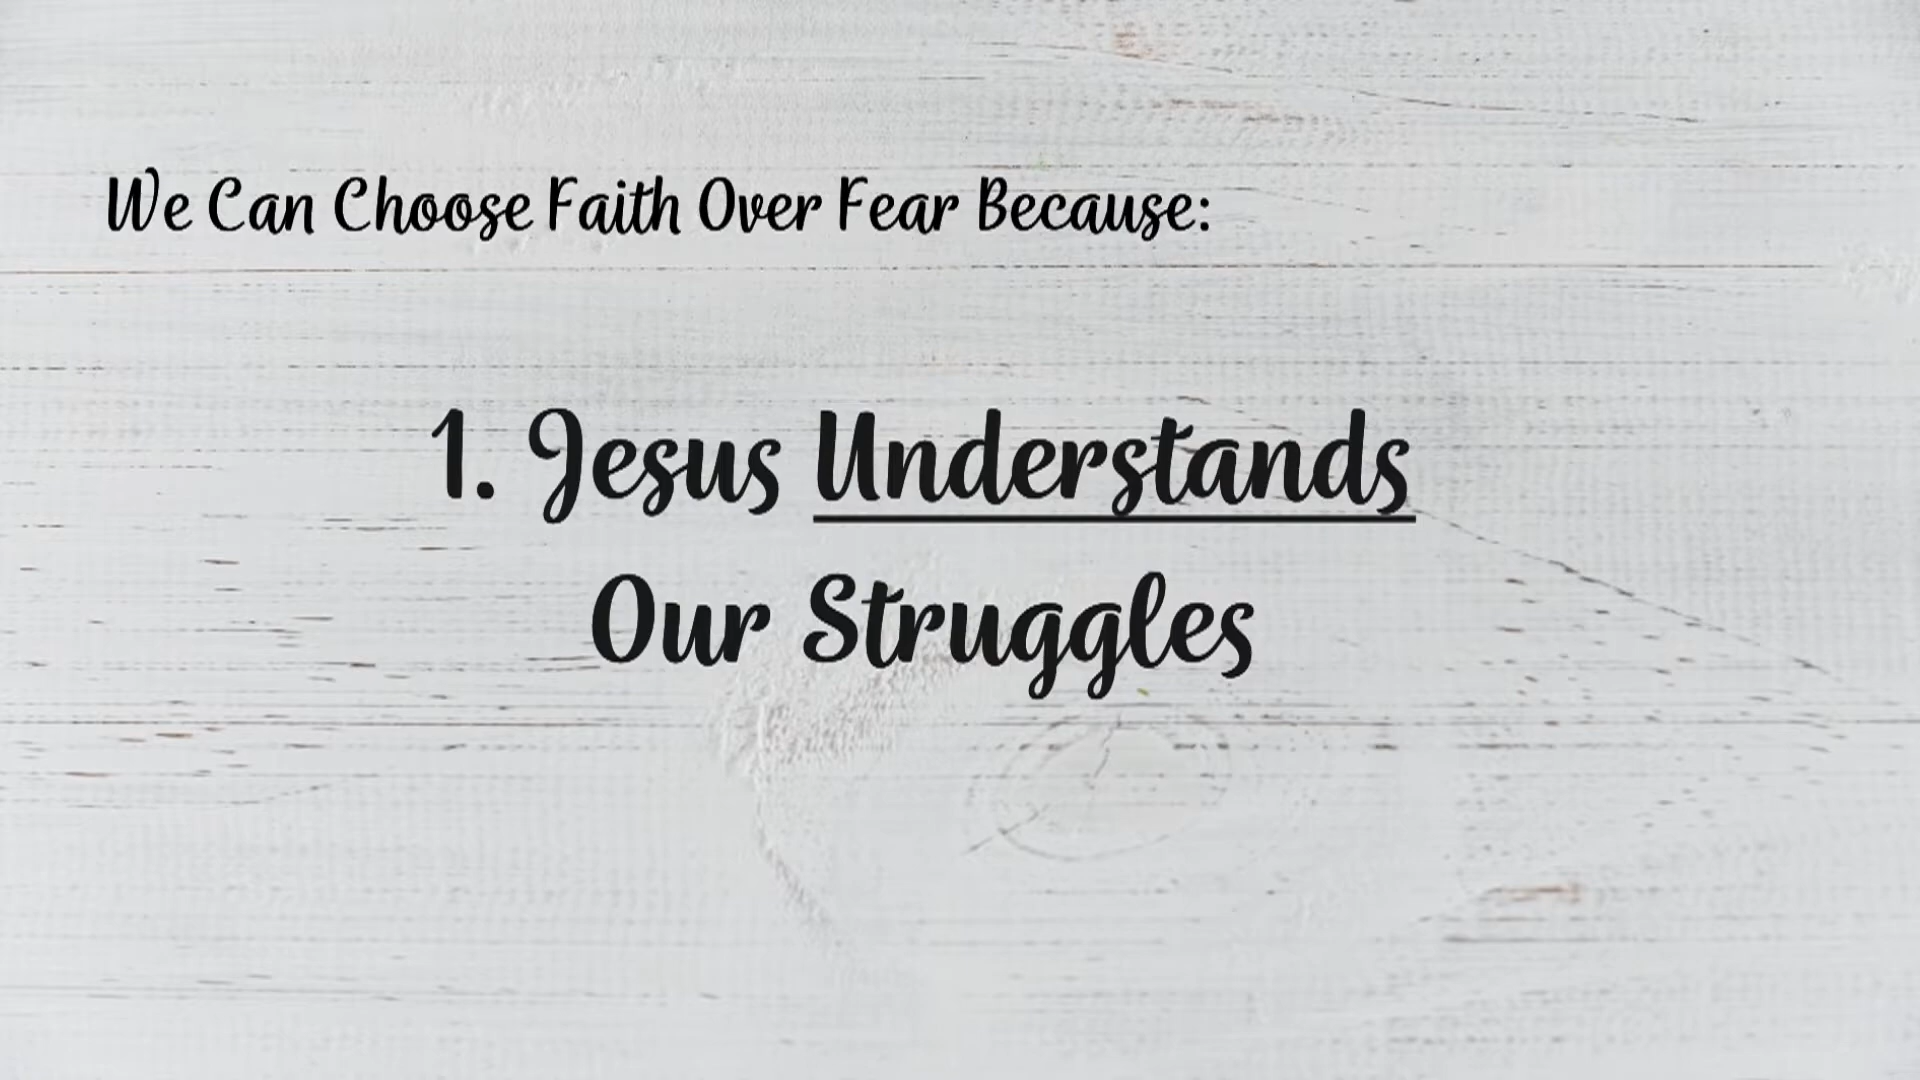 We Can Choose Faith Over Fear Because:
1. Jesus Understands
Our Struggles